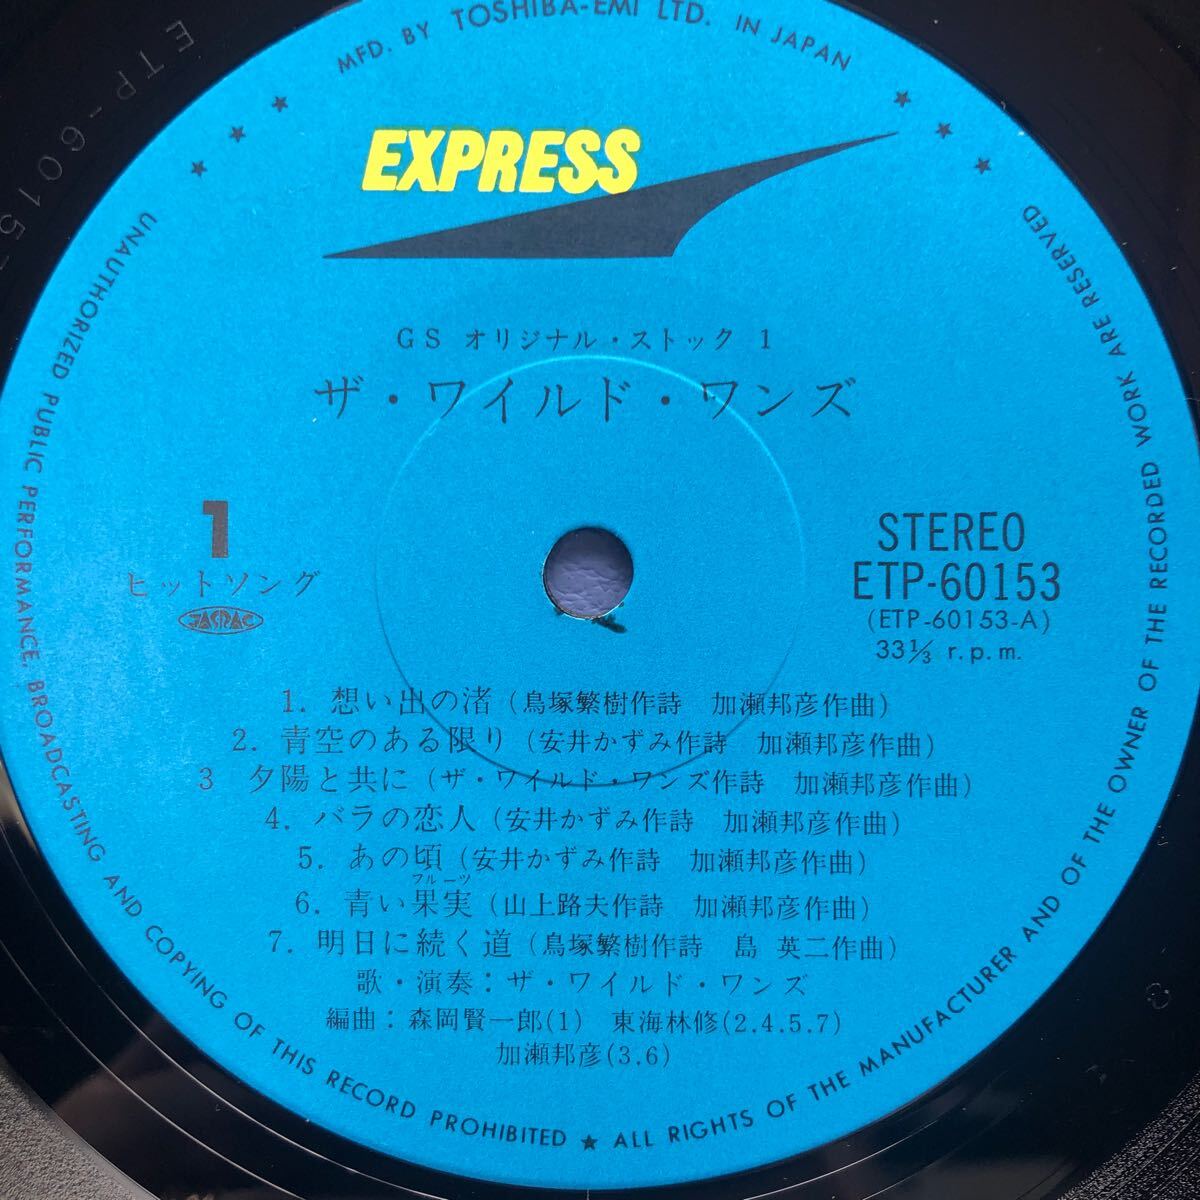 MFD. BY TOSHIBA-EMI LTD. IN JAPAN
EXPRESS
GS オリジナル・ストック 1
ザ・ワイルド・ワンズ
1
ヒットソング
JASRAC
STEREO
ETP-60153
(ETP-60153-A)
33⅓ r.p.m.
1. 想い出の渚 (鳥塚繁樹作詩 加瀬邦彦作曲)
2. 青空のある限り (安井かずみ作詩 加瀬邦彦作曲)
3 夕陽と共に (ザ・ワイルド・ワンズ作詩 加瀬邦彦作曲)
4. バラの恋人 (安井かずみ作詩 加瀬邦彦作曲)
5. あの頃 (安井かずみ作詩 加瀬邦彦作曲)
フルーツ
6. 青い果実 (山上路夫作詩 加瀬邦彦作曲)
7. 明日に続く道 (鳥塚繁樹作詩 島 英二作曲)
歌・演奏：ザ・ワイルド・ワンズ
編曲：森岡賢一郎(1) 東海林修(2.4.5.7)
加瀬邦彦(3.6)
UNAUTHORIZED PUBLIC PERFORMANCE, BROADCASTING AND COPYING OF THIS RECORD PROHIBITED ★ ALL RIGHTS OF THE MANUFACTURER AND OF THE OWNER OF THE RECORDED WORK ARE RESERVED
ETP-6015